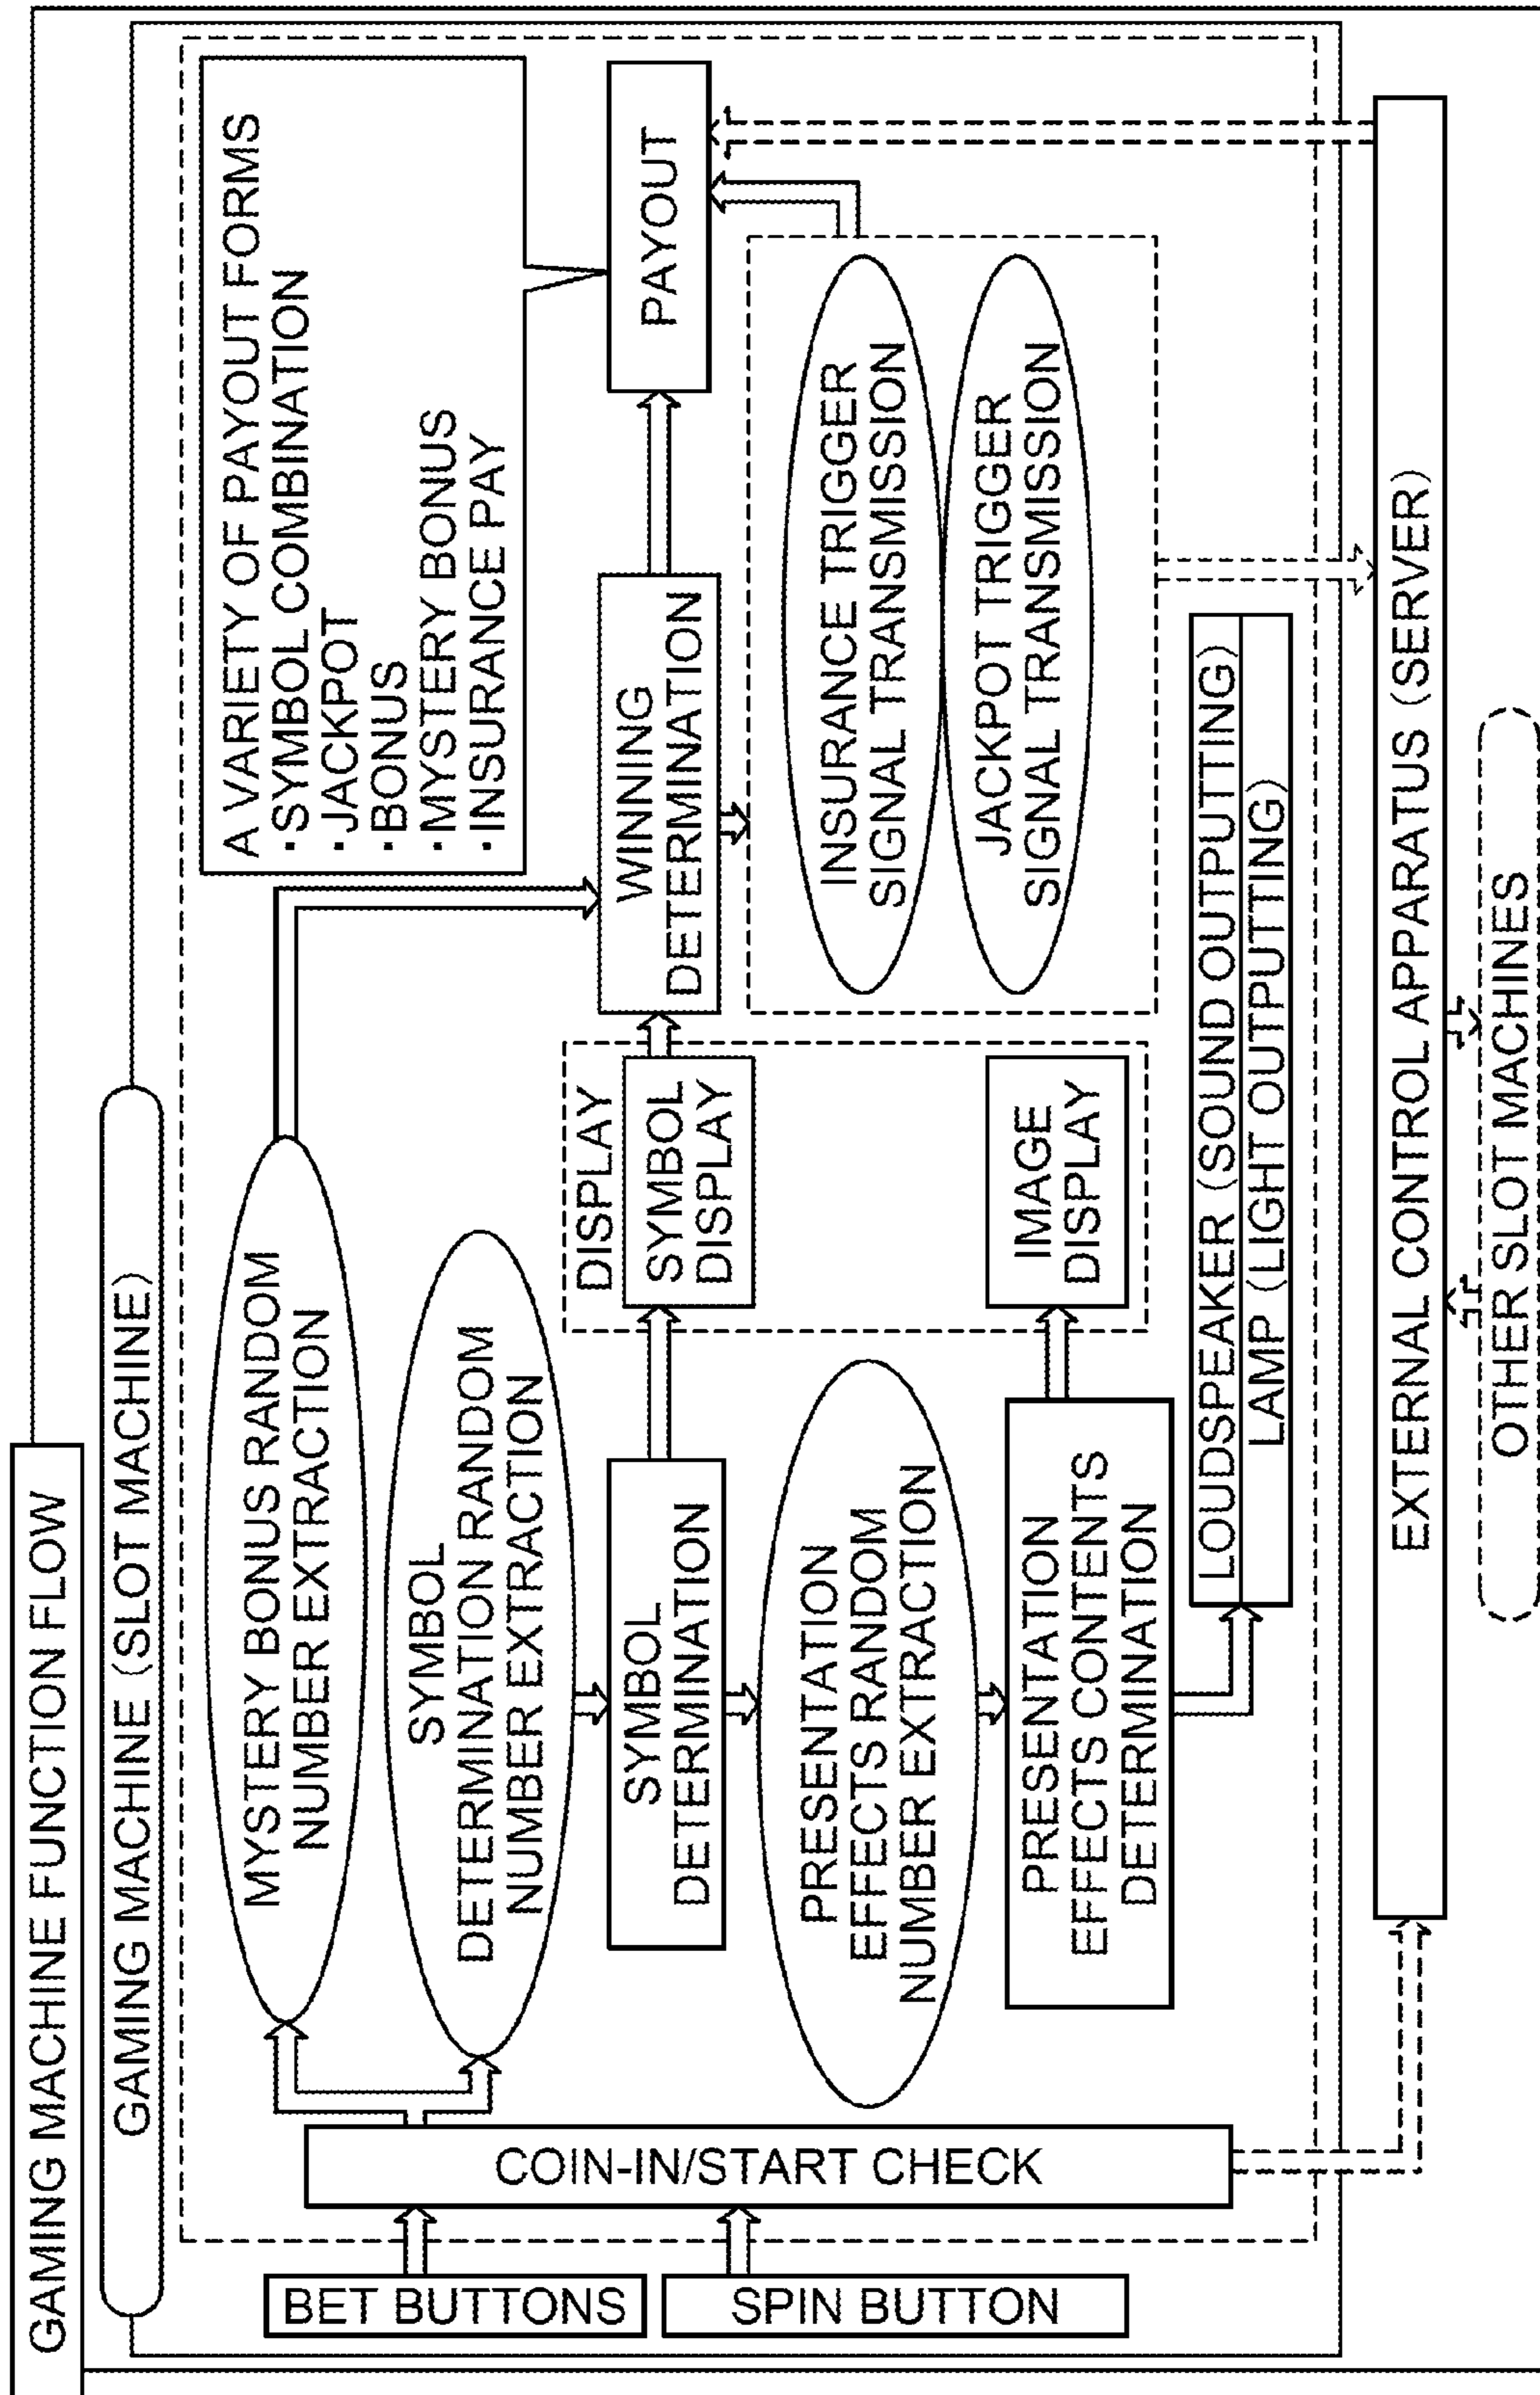 GAMING MACHINE FUNCTION FLOW
GAMING MACHINE (SLOT MACHINE)
BET BUTTONS
SPIN BUTTON
COIN-IN/START CHECK
MYSTERY BONUS RANDOM
NUMBER EXTRACTION
SYMBOL
DETERMINATION RANDOM
NUMBER EXTRACTION
SYMBOL
DETERMINATION
PRESENTATION
EFFECTS RANDOM
NUMBER EXTRACTION
PRESENTATION
EFFECTS CONTENTS
DETERMINATION
DISPLAY
SYMBOL
DISPLAY
IMAGE
DISPLAY
LOUDSPEAKER (SOUND OUTPUTTING)
LAMP (LIGHT OUTPUTTING)
WINNING
DETERMINATION
INSURANCE TRIGGER
SIGNAL TRANSMISSION
JACKPOT TRIGGER
SIGNAL TRANSMISSION
A VARIETY OF PAYOUT FORMS
・SYMBOL COMBINATION
・JACKPOT
・BONUS
・MYSTERY BONUS
・INSURANCE PAY
PAYOUT
EXTERNAL CONTROL APPARATUS (SERVER)
OTHER SLOT MACHINES